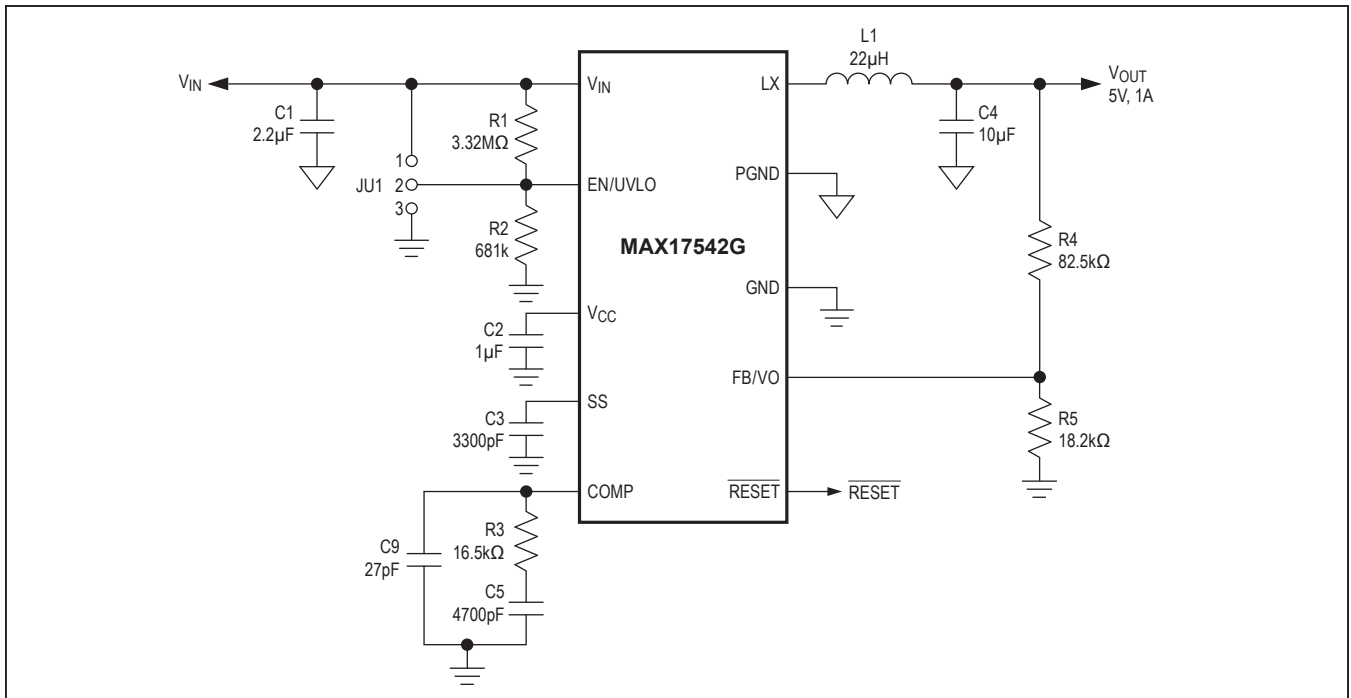 L1
22µH
VIN
VIN
LX
VOUT
5V, 1A
C1
2.2µF
R1
3.32MΩ
C4
10µF
1
JU1 2
3
EN/UVLO
PGND
R2
681k
MAX17542G
R4
82.5kΩ
GND
VCC
C2
1µF
FB/VO
SS
C3
3300pF
R5
18.2kΩ
COMP
RESET
RESET
R3
16.5kΩ
C9
27pF
C5
4700pF